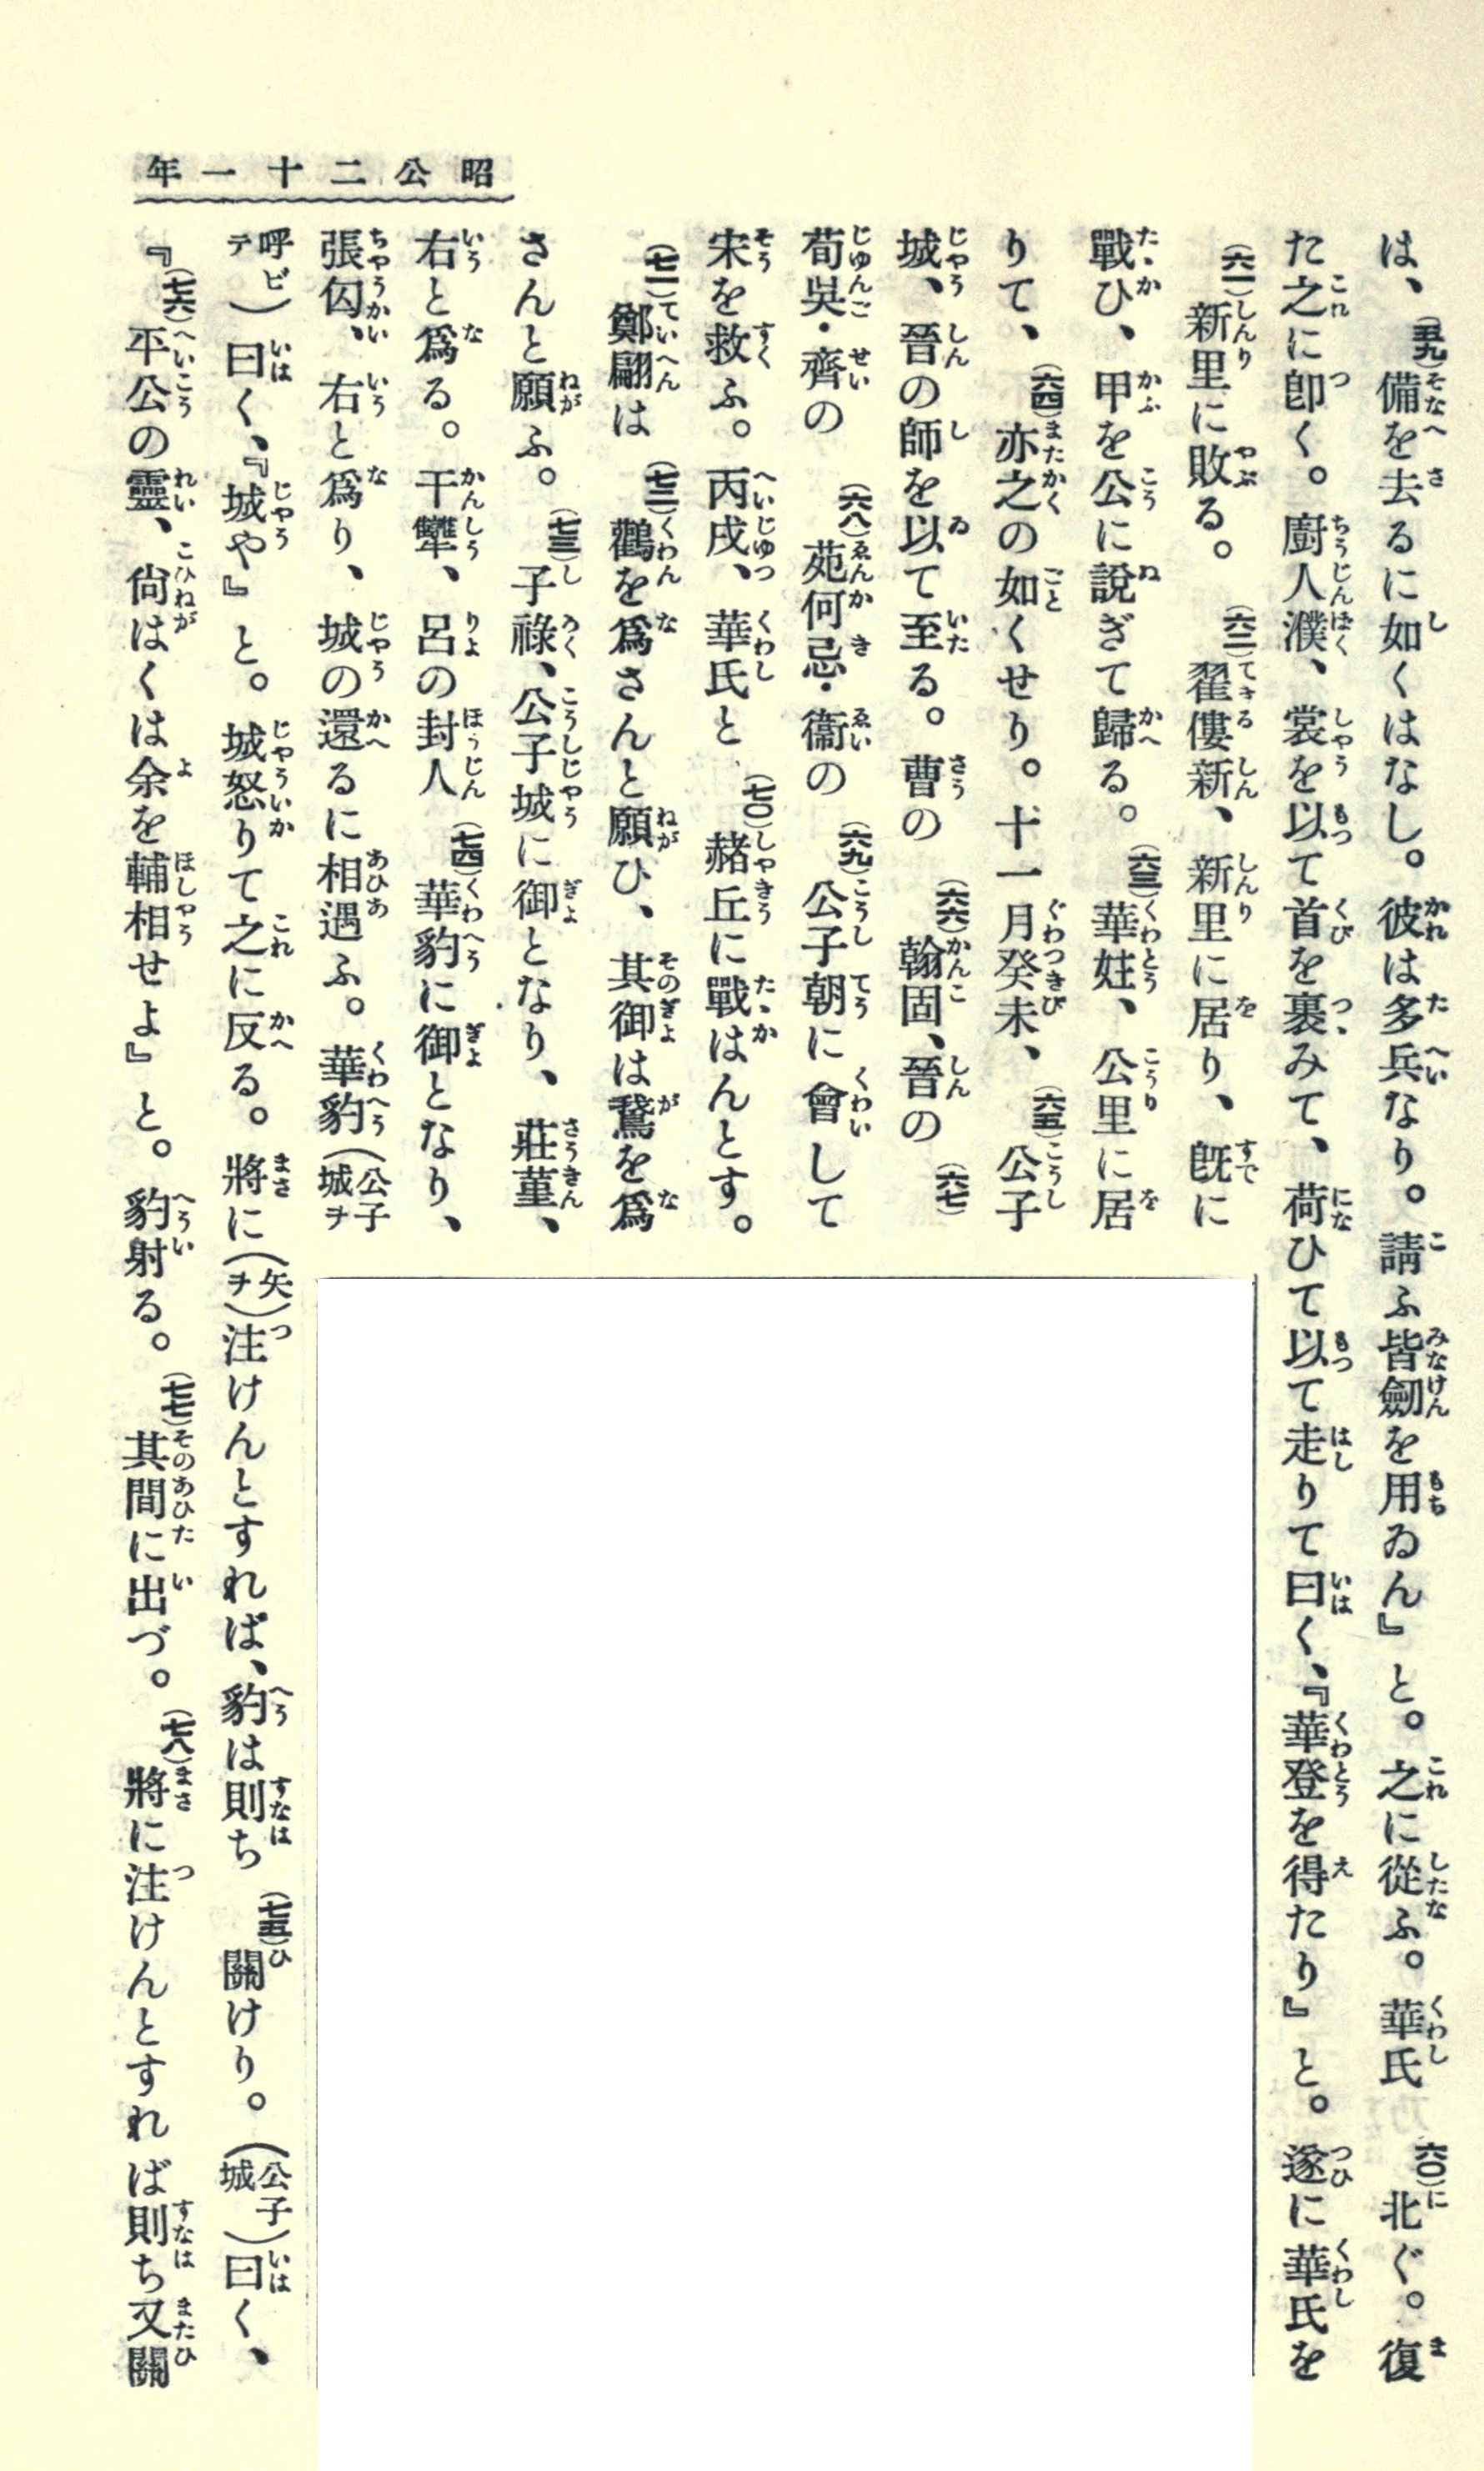 昭公二十一年
は、(五九)備を去るに如くはなし。彼は多兵なり。請ふ皆劒を用ゐん』と。之に從ふ。華氏(六〇)北ぐ。復
た之に卽く。廚人濮、裳を以て首を裹みて、荷ひて以て走りて曰く、『華登を得たり』と。遂に華氏を
(六一)新里に敗る。(六二)翟僂新、新里に居り、旣に
戰ひ、甲を公に說ぎて歸る。(六三)華妵、公里に居
りて、(六四)亦之の如くせり。十一月癸未、(六五)公子
城、晉の師を以て至る。曹の(六六)翰固、晉の(六七)
荀吳・齊の(六八)苑何忌・衞の(六九)公子朝に會して
宋を救ふ。丙戌、華氏と(七〇)赭丘に戰はんとす。
(七一)鄭翩は(七二)鸛を爲さんと願ひ、其御は鵞を爲
さんと願ふ。(七三)子祿、公子城に御となり、莊菫、
右と爲る。干犨、呂の封人(七四)華豹に御となり、
張匄、右と爲り、城の還るに相遇ふ。華豹(公子城ヲ
呼ビテ)曰く、『城や』と。城怒りて之に反る。將に(矢ヲ)注けんとすれば、豹は則ち(七五)關けり。(公子城)曰く、
『(七六)平公の靈、尙はくは余を輔相せよ』と。豹射る。(七七)其間に出づ。(七八)將に注けんとすれば則ち又關